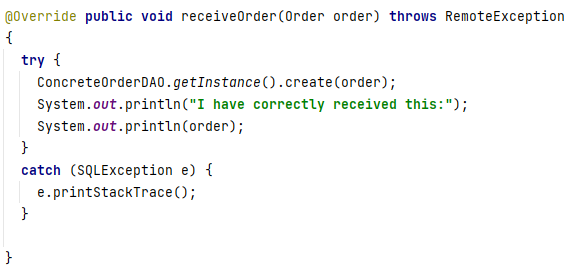 @Override public void receiveOrder(Order order) throws RemoteException
{
  try {
    ConcreteOrderDAO.getInstance().create(order);
    System.out.println("I have correctly received this:");
    System.out.println(order);
  }
  catch (SQLException e) {
    e.printStackTrace();
  }
}